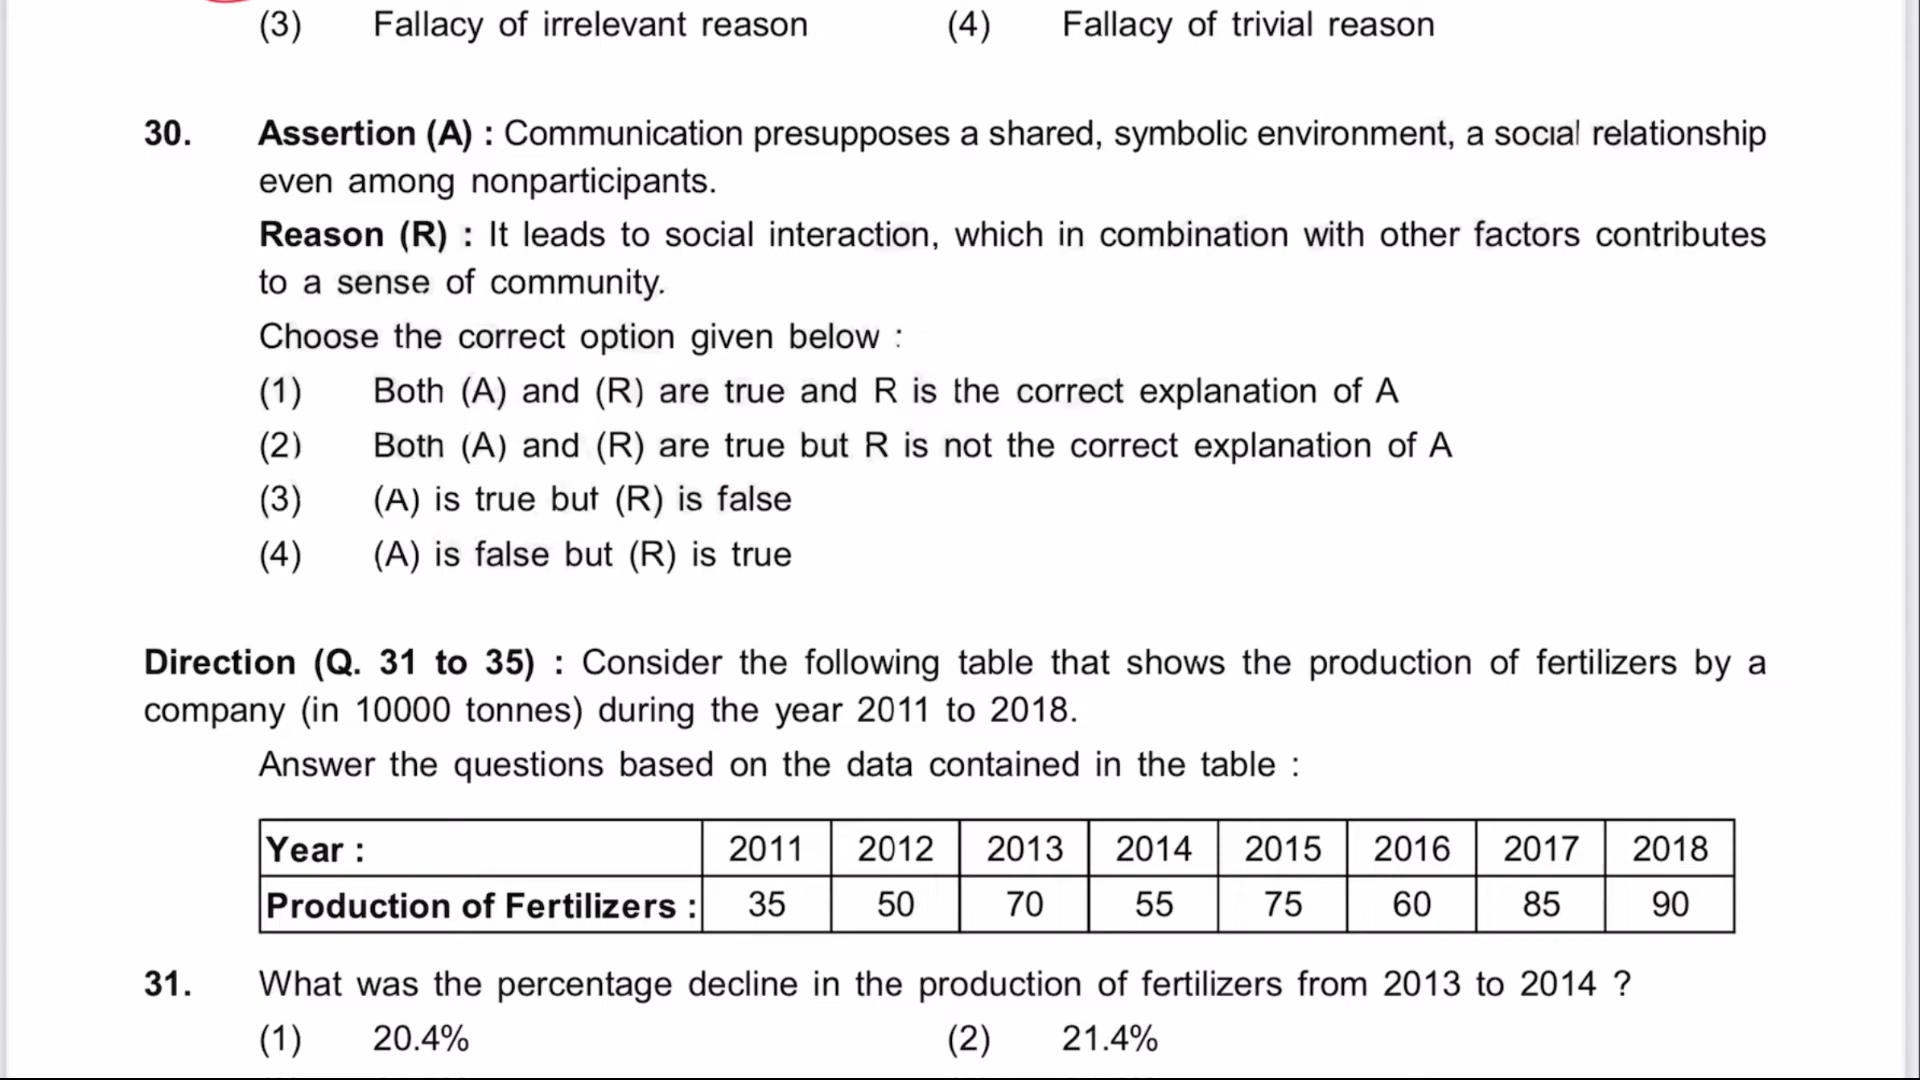 (3) Fallacy of irrelevant reason (4) Fallacy of trivial reason
30. Assertion (A) : Communication presupposes a shared, symbolic environment, a social relationship
even among nonparticipants.
Reason (R) : It leads to social interaction, which in combination with other factors contributes
to a sense of community.
Choose the correct option given below :
(1) Both (A) and (R) are true and R is the correct explanation of A
(2) Both (A) and (R) are true but R is not the correct explanation of A
(3) (A) is true but (R) is false
(4) (A) is false but (R) is true
Direction (Q. 31 to 35) : Consider the following table that shows the production of fertilizers by a
company (in 10000 tonnes) during the year 2011 to 2018.
Answer the questions based on the data contained in the table :
Year : 2011 2012 2013 2014 2015 2016 2017 2018
Production of Fertilizers : 35 50 70 55 75 60 85 90
31. What was the percentage decline in the production of fertilizers from 2013 to 2014 ?
(1) 20.4% (2) 21.4%